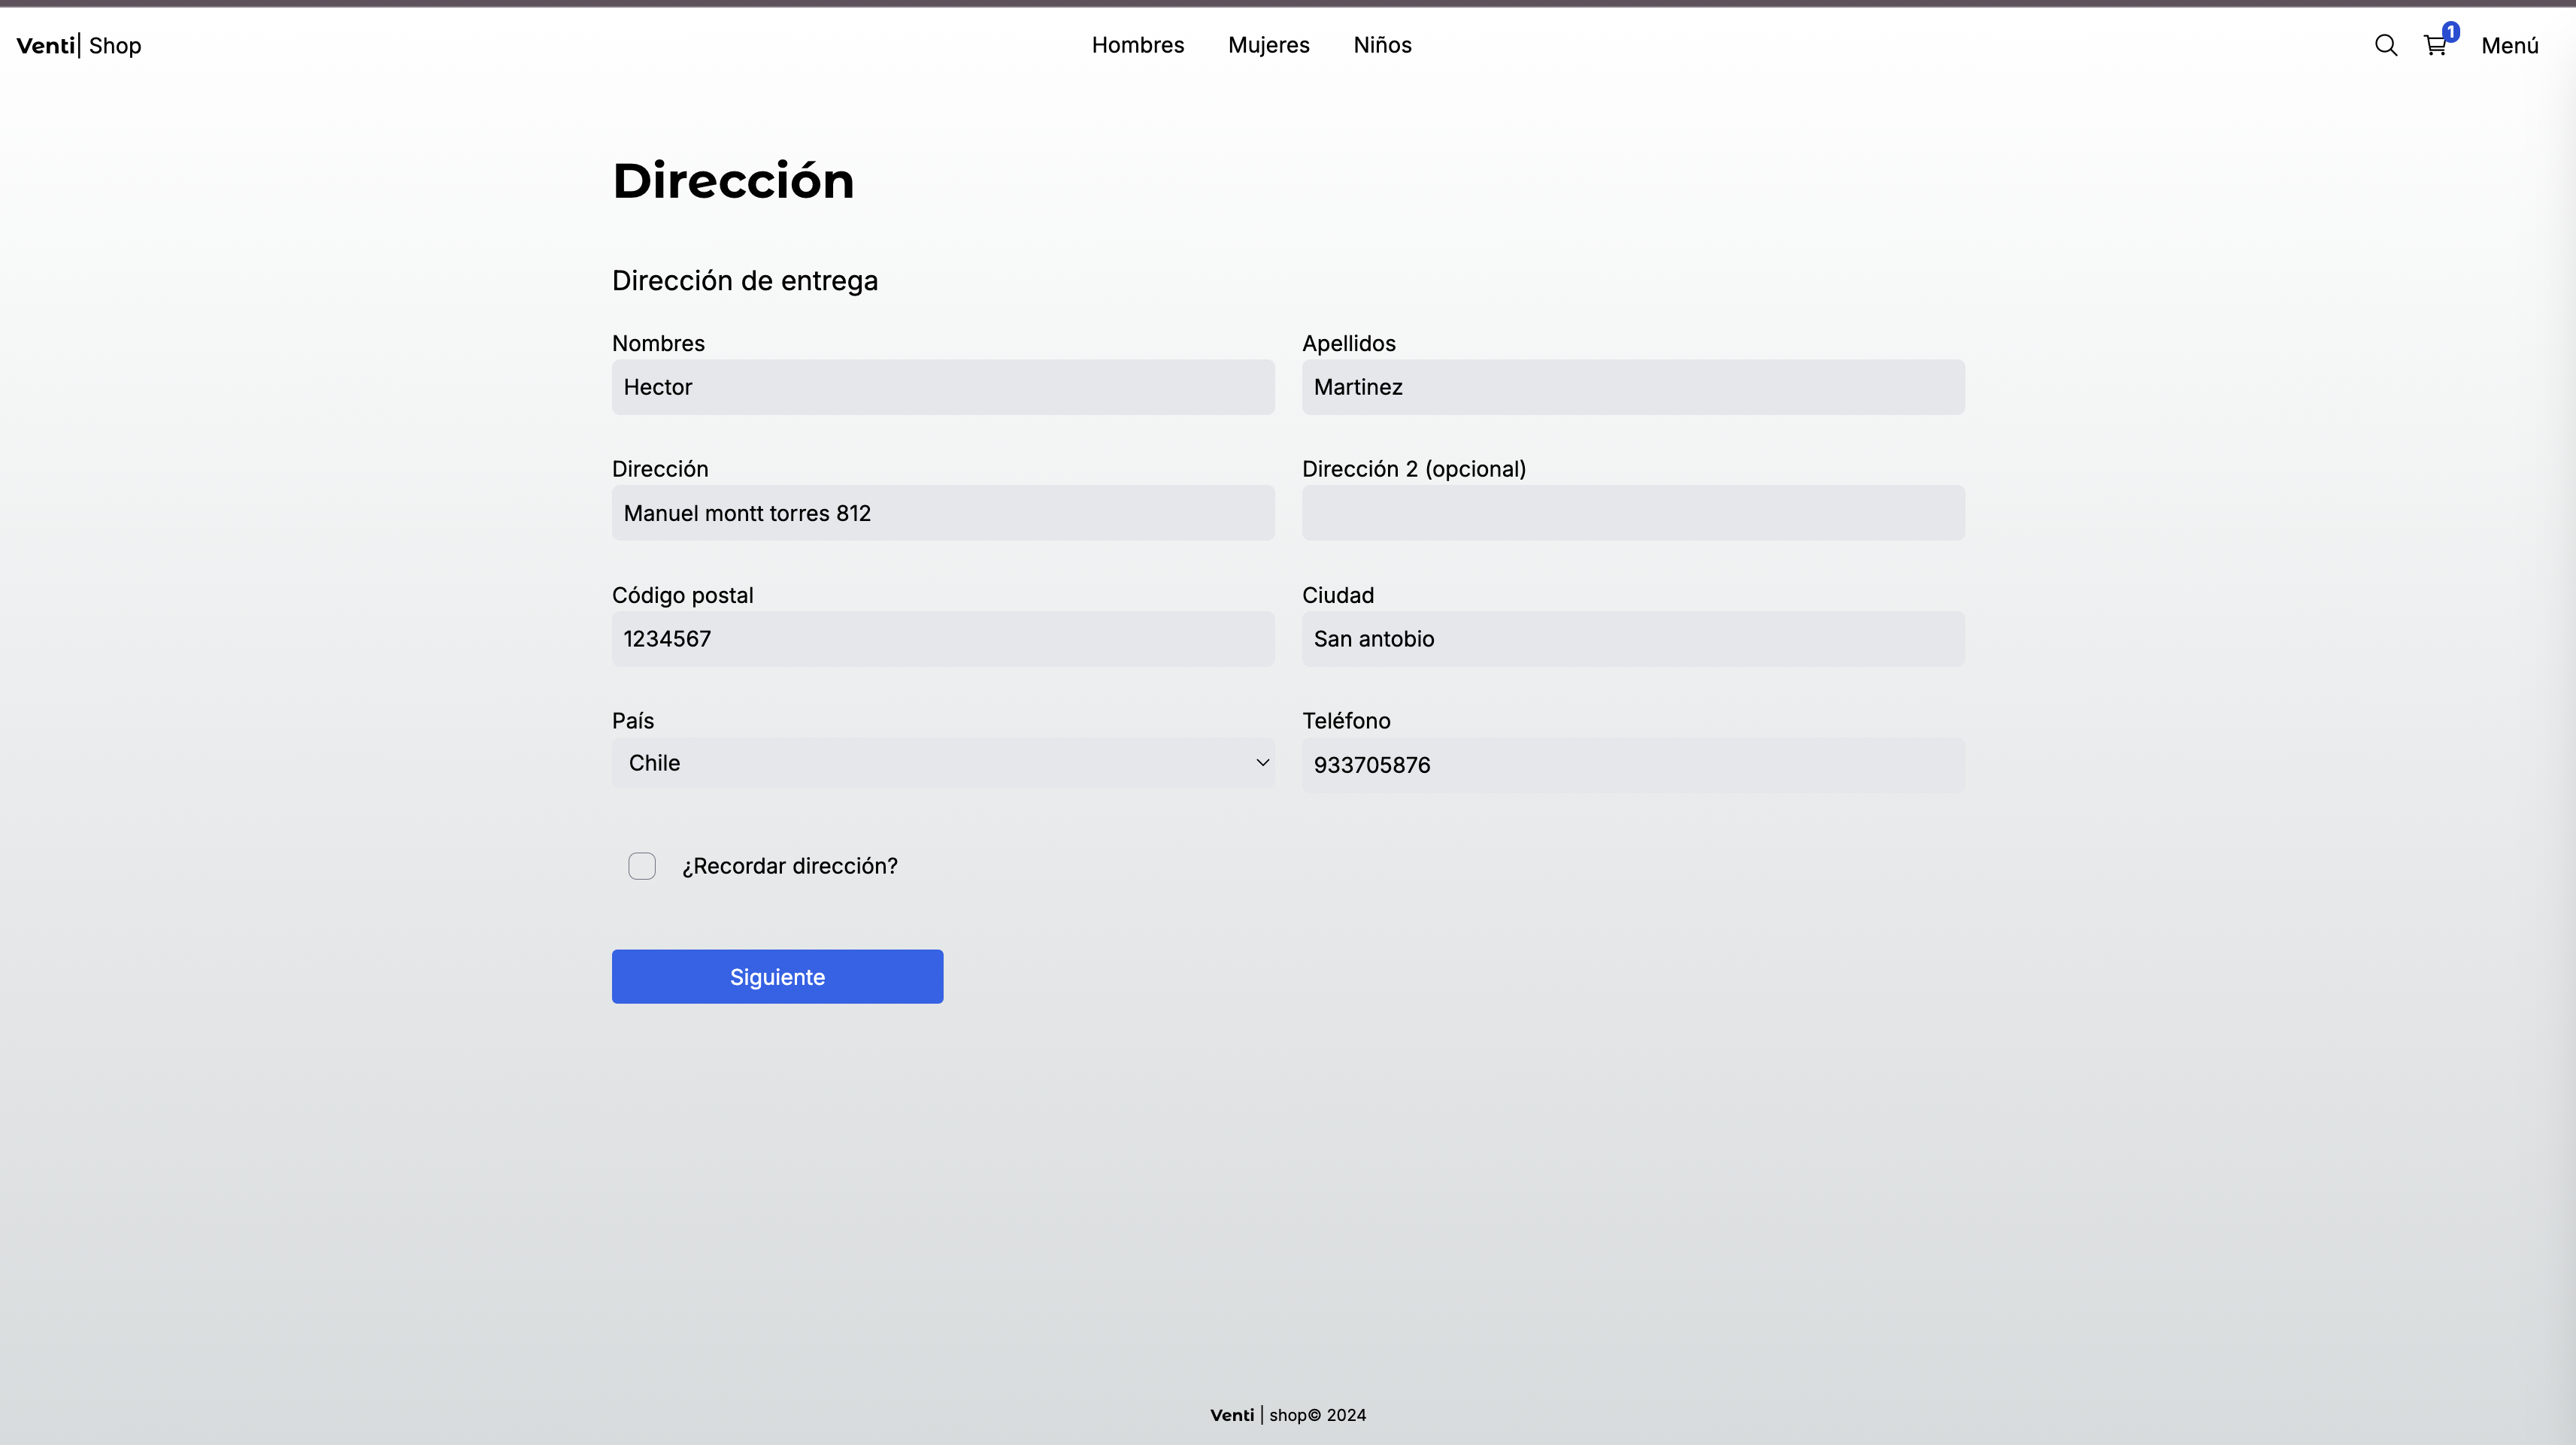 Venti| Shop
Hombres Mujeres Niños
1
Menú
Dirección
Dirección de entrega
Nombres
Hector
Apellidos
Martinez
Dirección
Manuel montt torres 812
Dirección 2 (opcional)
Código postal
1234567
Ciudad
San antobio
País
Chile
Teléfono
933705876
¿Recordar dirección?
Siguiente
Venti | shop© 2024